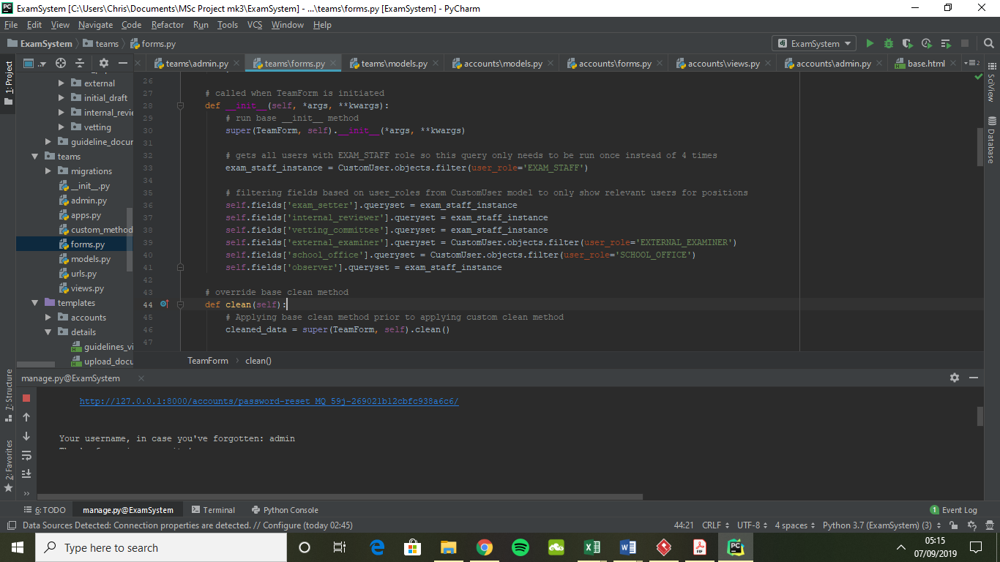 ExamSystem [C:\Users\Chris\Documents\MSc Project mk3\ExamSystem] - ...\teams\forms.py [ExamSystem] - PyCharm
File Edit View Navigate Code Refactor Run Tools VCS Window Help
ExamSystem teams forms.py ExamSystem
1: Project
teams\admin.py teams\forms.py teams\models.py accounts\models.py accounts\forms.py accounts\views.py accounts\admin.py base.html
external
initial_draft
internal_revie
vetting
guideline_docur
teams
migrations
__init__.py
admin.py
apps.py
custom_method
forms.py
models.py
urls.py
views.py
templates
accounts
details
guidelines_vi
upload_docu
26
27 # called when TeamForm is initiated
28 def __init__(self, *args, **kwargs):
29 # run base __init__ method
30 super(TeamForm, self).__init__(*args, **kwargs)
31
32 # gets all users with EXAM_STAFF role so this query only needs to be run once instead of 4 times
33 exam_staff_instance = CustomUser.objects.filter(user_role='EXAM_STAFF')
34
35 # filtering fields based on user_roles from CustomUser model to only show relevant users for positions
36 self.fields['exam_setter'].queryset = exam_staff_instance
37 self.fields['internal_reviewer'].queryset = exam_staff_instance
38 self.fields['vetting_committee'].queryset = exam_staff_instance
39 self.fields['external_examiner'].queryset = CustomUser.objects.filter(user_role='EXTERNAL_EXAMINER')
40 self.fields['school_office'].queryset = CustomUser.objects.filter(user_role='SCHOOL_OFFICE')
41 self.fields['observer'].queryset = exam_staff_instance
42
43 # override base clean method
44 def clean(self):
45 # Applying base clean method prior to applying custom clean method
46 cleaned_data = super(TeamForm, self).clean()
47
TeamForm clean()
SciView
Database
7: Structure
2: Favorites
manage.py@ExamSystem
http://127.0.0.1:8000/accounts/password-reset_MQ_59j-269021b12cbfc938a6c6/
Your username, in case you've forgotten: admin
6: TODO manage.py@ExamSystem Terminal Python Console 1 Event Log
Data Sources Detected: Connection properties are detected. // Configure (today 02:45) 44:21 CRLF UTF-8 4 spaces Python 3.7 (ExamSystem) (3)
Type here to search
05:15
07/09/2019